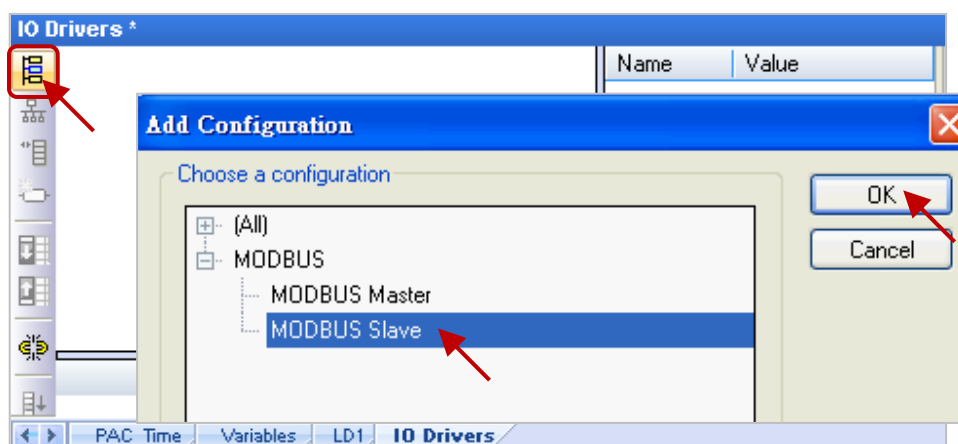 IO Drivers *
Name Value
Add Configuration
Choose a configuration
(All)
MODBUS
MODBUS Master
MODBUS Slave
OK
Cancel
PAC Time Variables LD1 IO Drivers